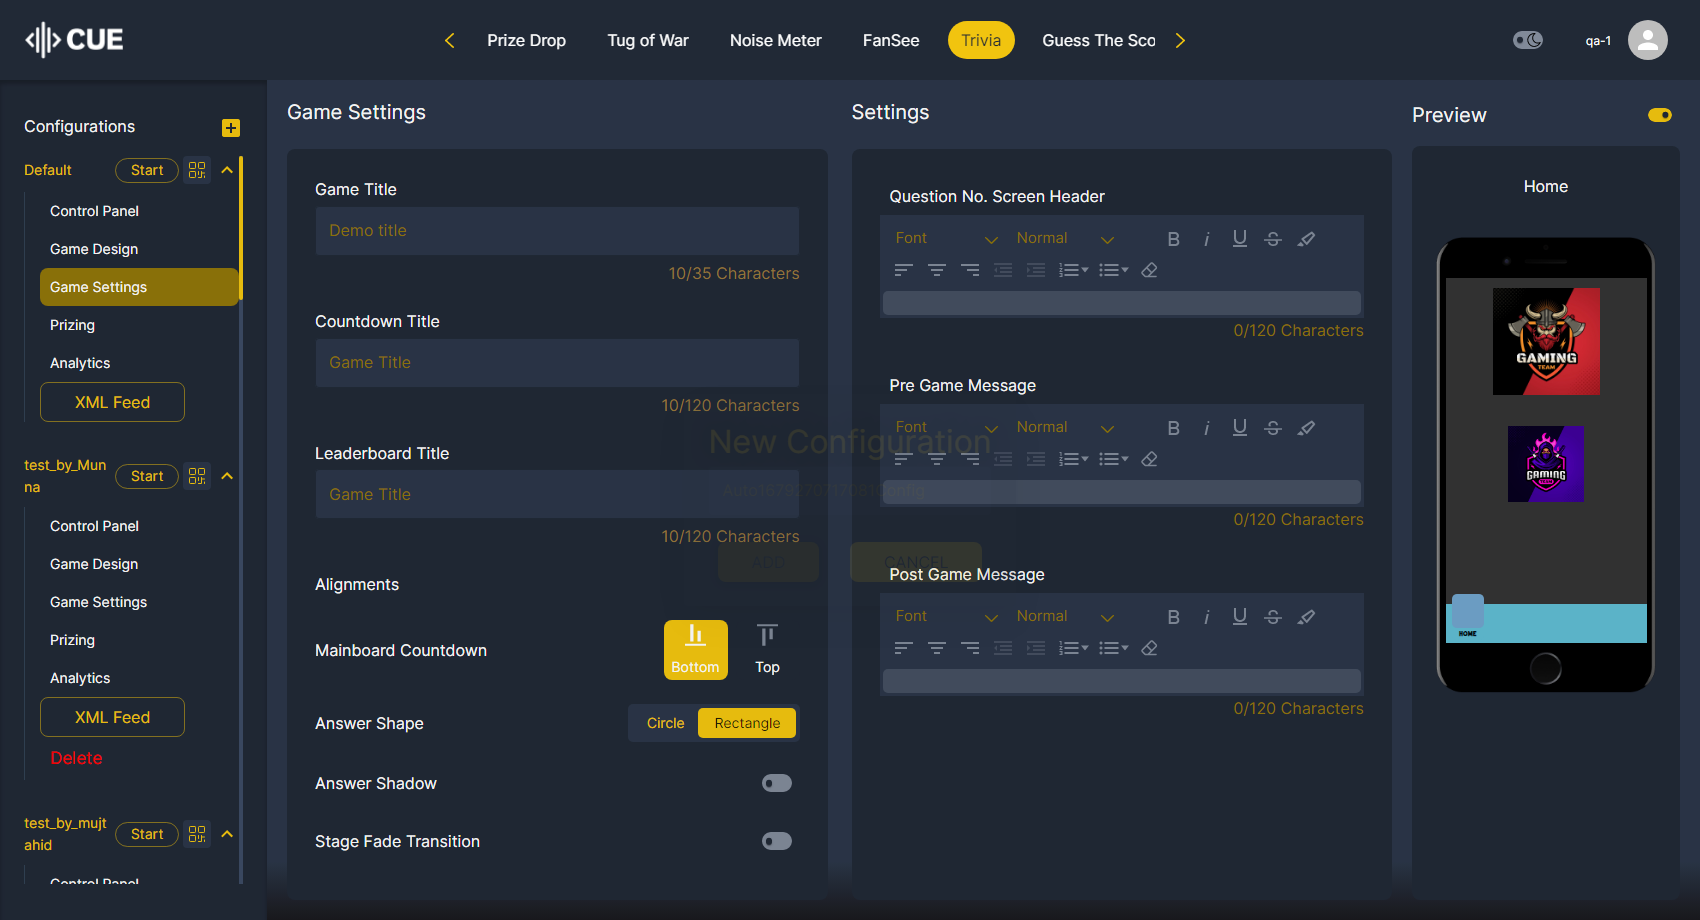 CUE
Prize Drop
Tug of War
Noise Meter
FanSee
Trivia
Guess The Sco
qa-1
Configurations
Default
Start
Control Panel
Game Design
Game Settings
Prizing
Analytics
XML Feed
test_by_Mun
na
Start
Control Panel
Game Design
Game Settings
Prizing
Analytics
XML Feed
Delete
test_by_mujt
ahid
Start
Control Panel
Game Settings
Game Title
Demo title
10/35 Characters
Countdown Title
Game Title
10/120 Characters
Leaderboard Title
Game Title
10/120 Characters
Alignments
Mainboard Countdown
Bottom
Top
Answer Shape
Circle
Rectangle
Answer Shadow
Stage Fade Transition
New Configuration
ADD
CANCEL
Settings
Question No. Screen Header
Font Normal B i U S
0/120 Characters
Pre Game Message
Font Normal B i U S
0/120 Characters
Post Game Message
Font Normal B i U S
0/120 Characters
Preview
Home
GAMING
TEAM
GAMING
TEAM
HOME